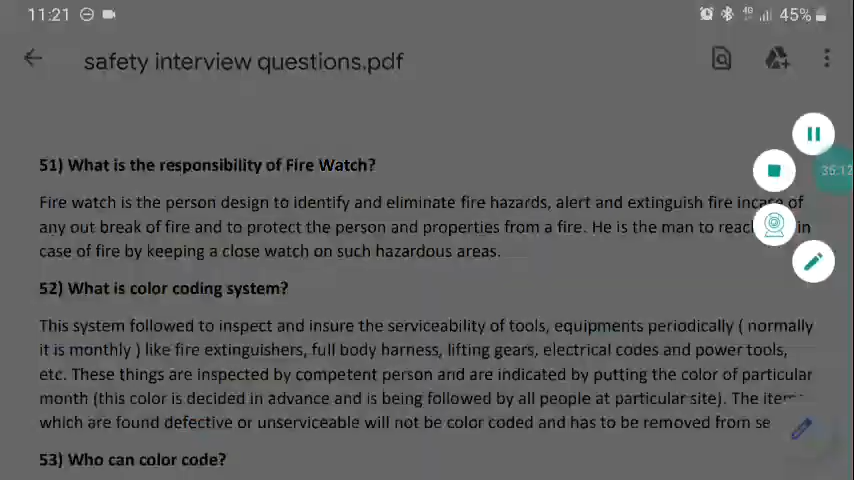 11:21 4G 45%
safety interview questions.pdf
51) What is the responsibility of Fire Watch?
35:12
Fire watch is the person design to identify and eliminate fire hazards, alert and extinguish fire incase of
any out break of fire and to protect the person and properties from a fire. He is the man to reac in
case of fire by keeping a close watch on such hazardous areas.
52) What is color coding system?
This system followed to inspect and insure the serviceability of tools, equipments periodically ( normally
it is monthly ) like fire extinguishers, full body harness, lifting gears, electrical codes and power tools,
etc. These things are inspected by competent person and are indicated by putting the color of particular
month (this color is decided in advance and is being followed by all people at particular site). The items
which are found defective or unserviceable will not be color coded and has to be removed from se
53) Who can color code?